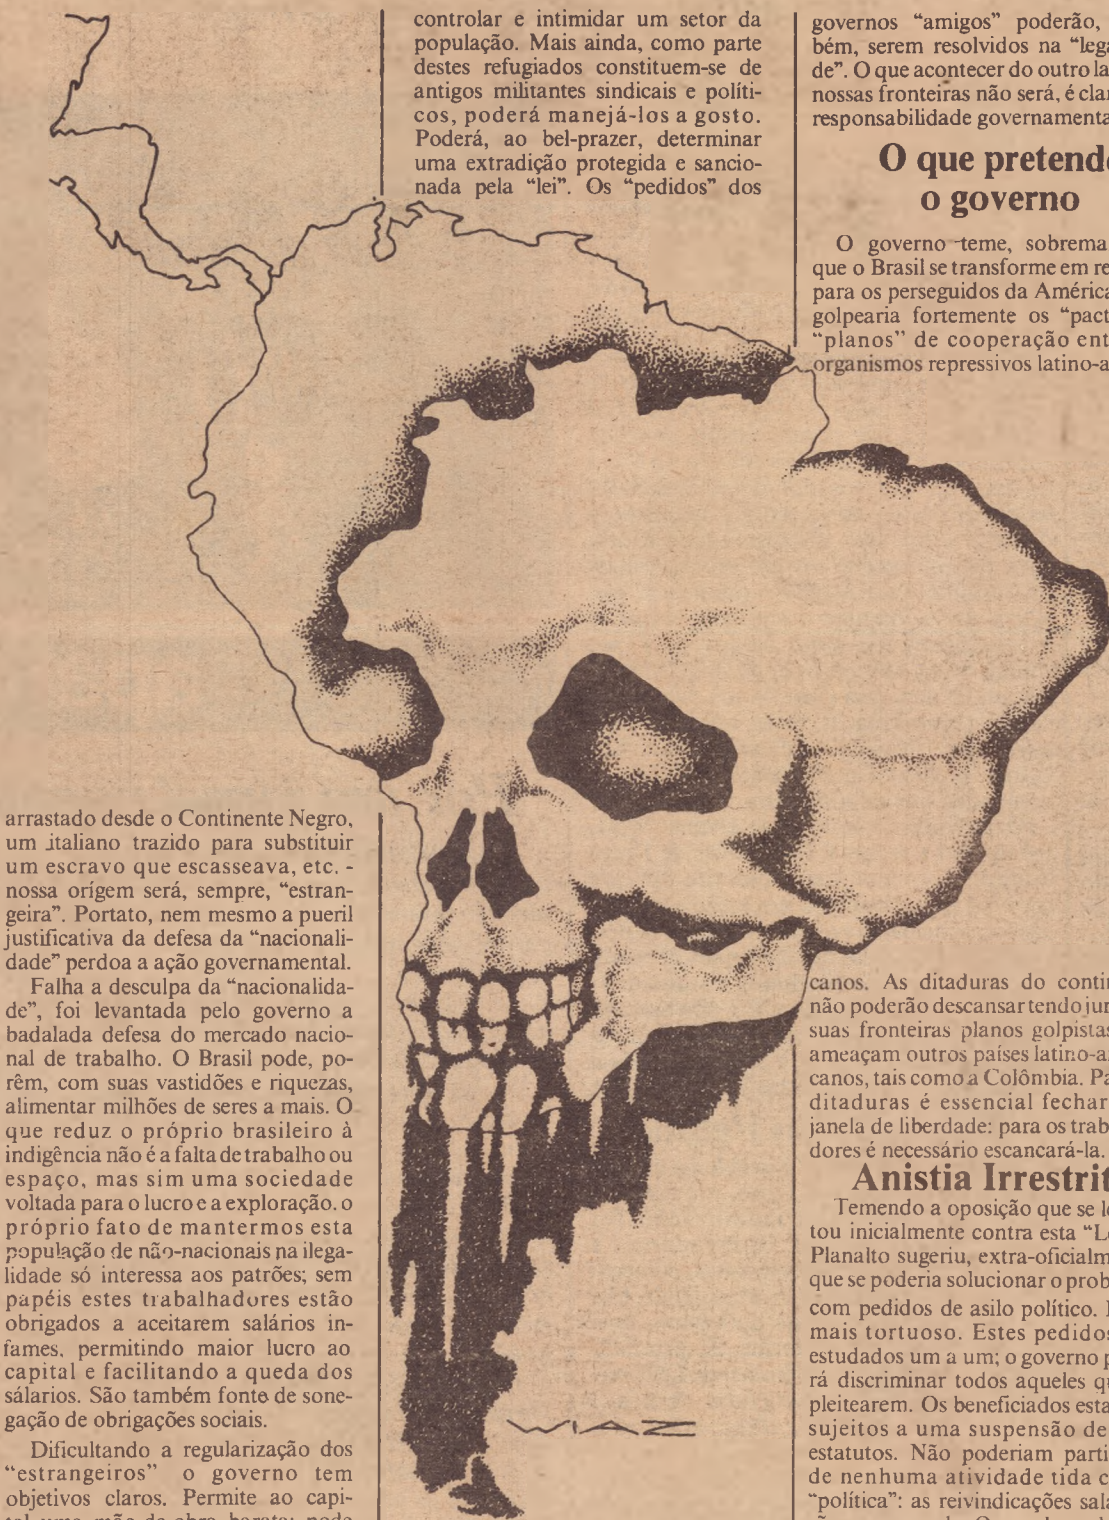 arrastado desde o Continente Negro,
um italiano trazido para substituir
um escravo que escasseava, etc. -
nossa orígem será, sempre, “estran-
geira”. Portato, nem mesmo a pueril
justificativa da defesa da “nacionali-
dade” perdoa a ação governamental.
Falha a desculpa da “nacionalida-
de”, foi levantada pelo governo a
badalada defesa do mercado nacio-
nal de trabalho. O Brasil pode, po-
rêm, com suas vastidões e riquezas,
alimentar milhões de seres a mais. O
que reduz o próprio brasileiro à
indigência não é a falta de trabalho ou
espaço, mas sim uma sociedade
voltada para o lucro e a exploração. o
próprio fato de mantermos esta
população de não-nacionais na ilega-
lidade só interessa aos patrões; sem
papéis estes trabalhadores estão
obrigados a aceitarem salários in-
fames, permitindo maior lucro ao
capital e facilitando a queda dos
sálarios. São também fonte de sone-
gação de obrigações sociais.
Dificultando a regularização dos
“estrangeiros” o governo tem
objetivos claros. Permite ao capi-
tal uma mão-de-obra barata; pode
controlar e intimidar um setor da
população. Mais ainda, como parte
destes refugiados constituem-se de
antigos militantes sindicais e políti-
cos, poderá manejá-los a gosto.
Poderá, ao bel-prazer, determinar
uma extradição protegida e sancio-
nada pela “lei”. Os “pedidos” dos
WIAZ
governos “amigos” poderão,
bém, serem resolvidos na “lega
de”. O que acontecer do outro la
nossas fronteiras não será, é clar
responsabilidade governamenta
O que pretende
o governo
O governo teme, sobrema
que o Brasil se transforme em re
para os perseguidos da América
golpearia fortemente os “pact
“planos” de cooperação ent
organismos repressivos latino-a
canos. As ditaduras do contin
não poderão descansar tendo jun
suas fronteiras planos golpistas
ameaçam outros países latino-a
canos, tais como a Colômbia. Pa
ditaduras é essencial fechar
janela de liberdade: para os trab
dores é necessário escancará-la.
Anistia Irrestrit
Temendo a oposição que se le
tou inicialmente contra esta “Le
Planalto sugeriu, extra-oficialm
que se poderia solucionar o prob
com pedidos de asilo político.
mais tortuoso. Estes pedidos
estudados um a um; o governo p
rá discriminar todos aqueles qu
pleitearem. Os beneficiados esta
sujeitos a uma suspensão de
estatutos. Não poderiam parti
de nenhuma atividade tida c
“política”: as reivindicações sala